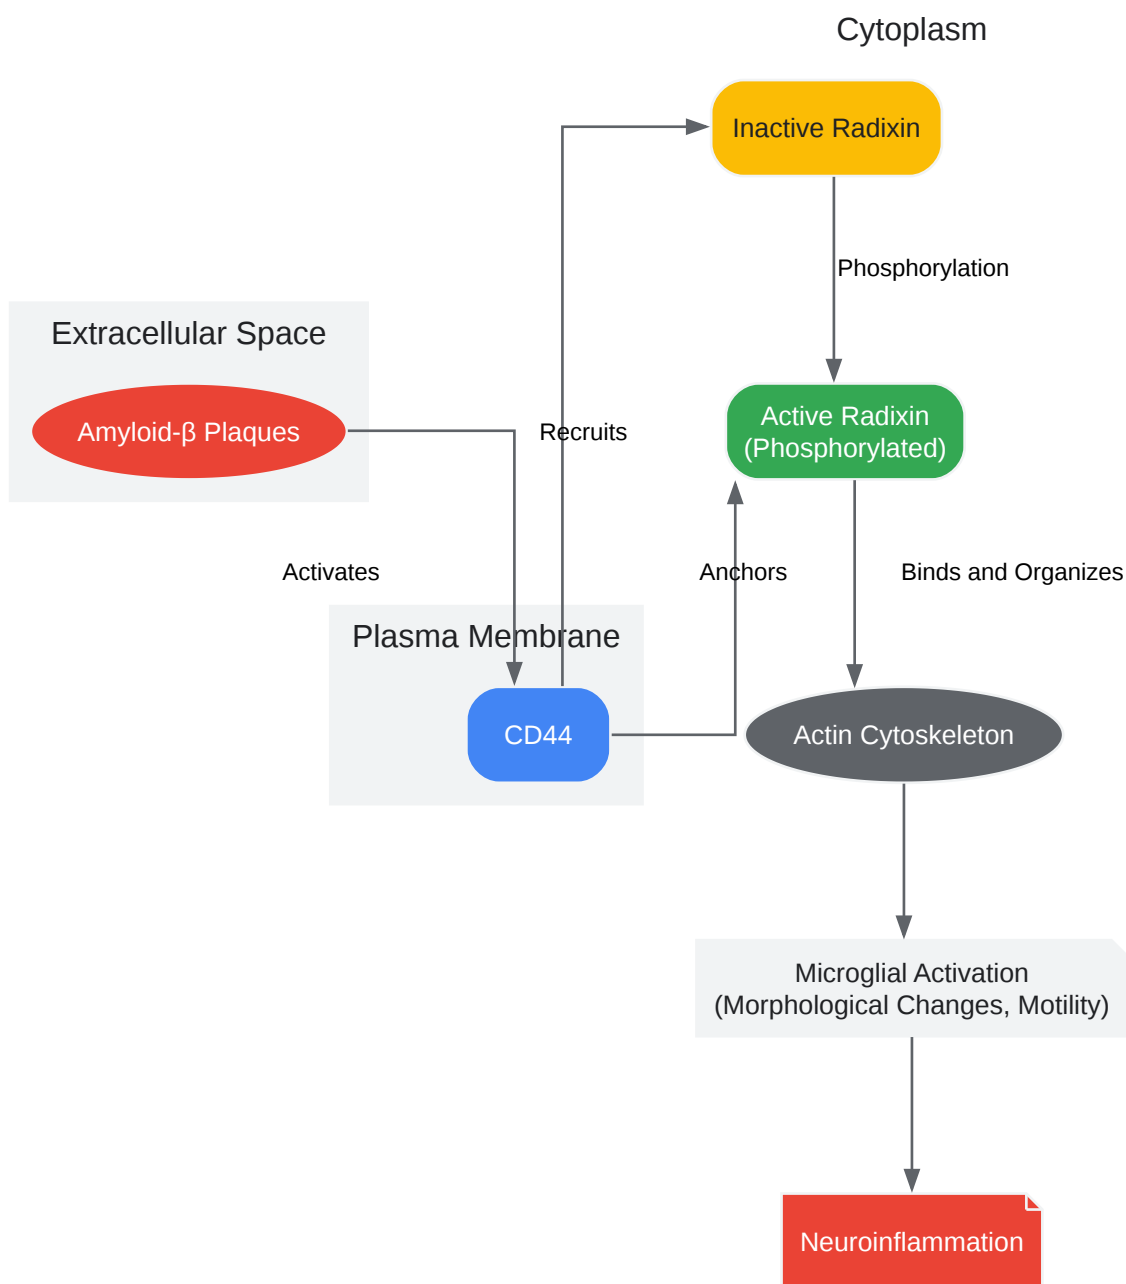 Cytoplasm
Inactive Radixin
Phosphorylation
Extracellular Space
Amyloid-β Plaques
Recruits
Active Radixin
(Phosphorylated)
Activates
Anchors
Binds and Organizes
Plasma Membrane
CD44
Actin Cytoskeleton
Microglial Activation
(Morphological Changes, Motility)
Neuroinflammation